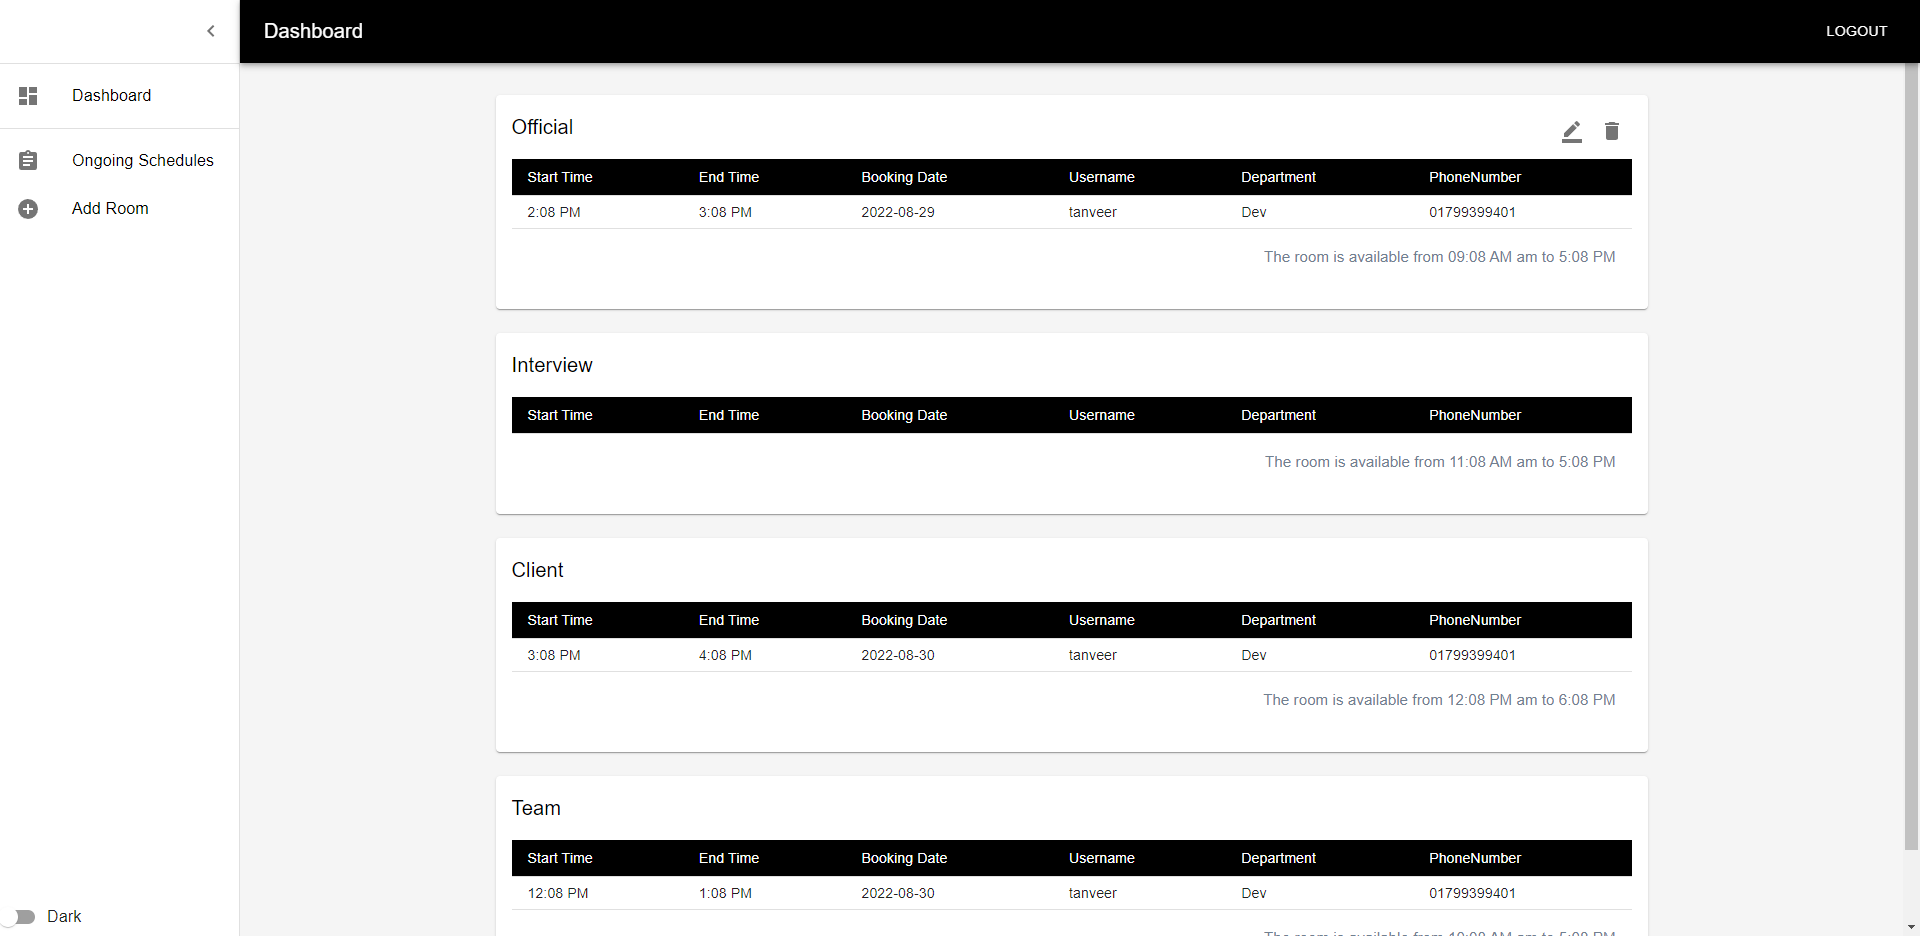 Dashboard
LOGOUT
Dashboard
Ongoing Schedules
Add Room
Official
Start Time End Time Booking Date Username Department PhoneNumber
2:08 PM 3:08 PM 2022-08-29 tanveer Dev 01799399401
The room is available from 09:08 AM am to 5:08 PM
Interview
Start Time End Time Booking Date Username Department PhoneNumber
The room is available from 11:08 AM am to 5:08 PM
Client
Start Time End Time Booking Date Username Department PhoneNumber
3:08 PM 4:08 PM 2022-08-30 tanveer Dev 01799399401
The room is available from 12:08 PM am to 6:08 PM
Team
Start Time End Time Booking Date Username Department PhoneNumber
12:08 PM 1:08 PM 2022-08-30 tanveer Dev 01799399401
Dark